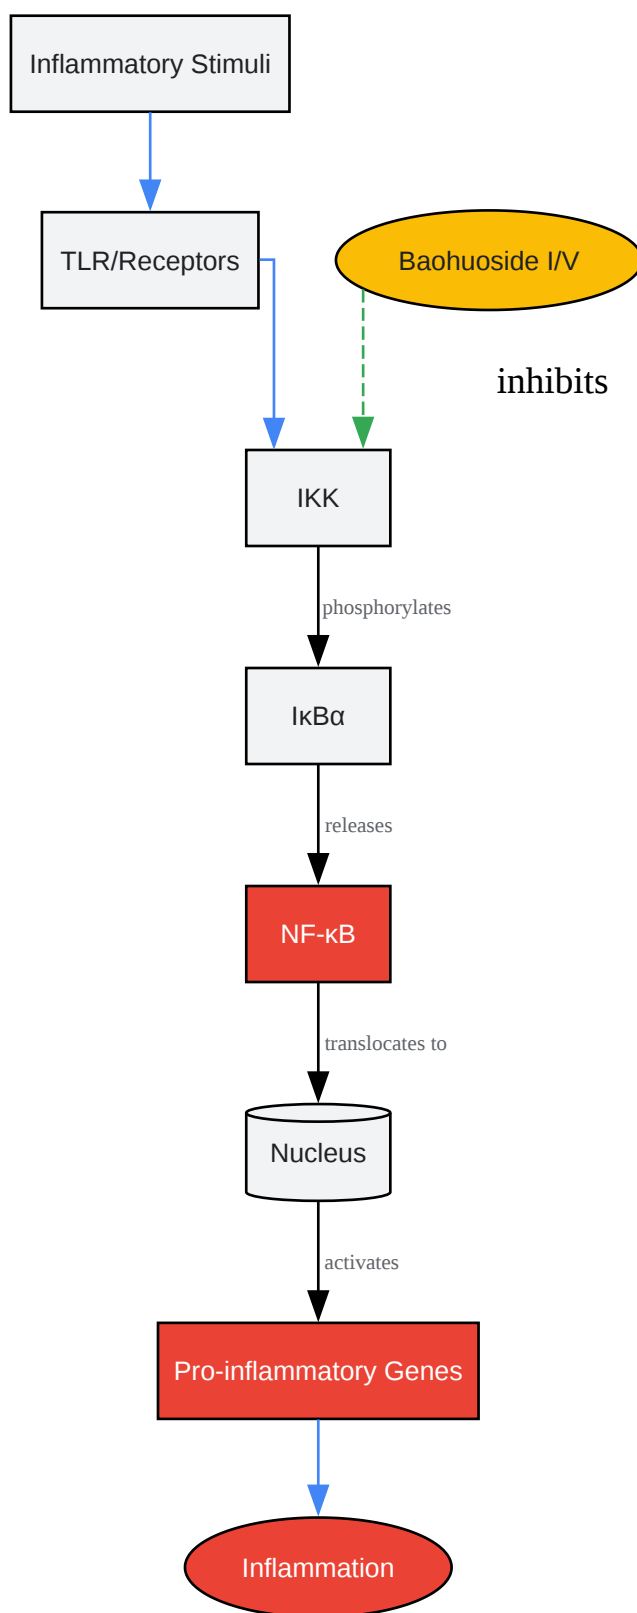 Inflammatory Stimuli
TLR/Receptors
Baohuoside I/V
inhibits
IKK
phosphorylates
IκBα
releases
NF-κB
translocates to
Nucleus
activates
Pro-inflammatory Genes
Inflammation